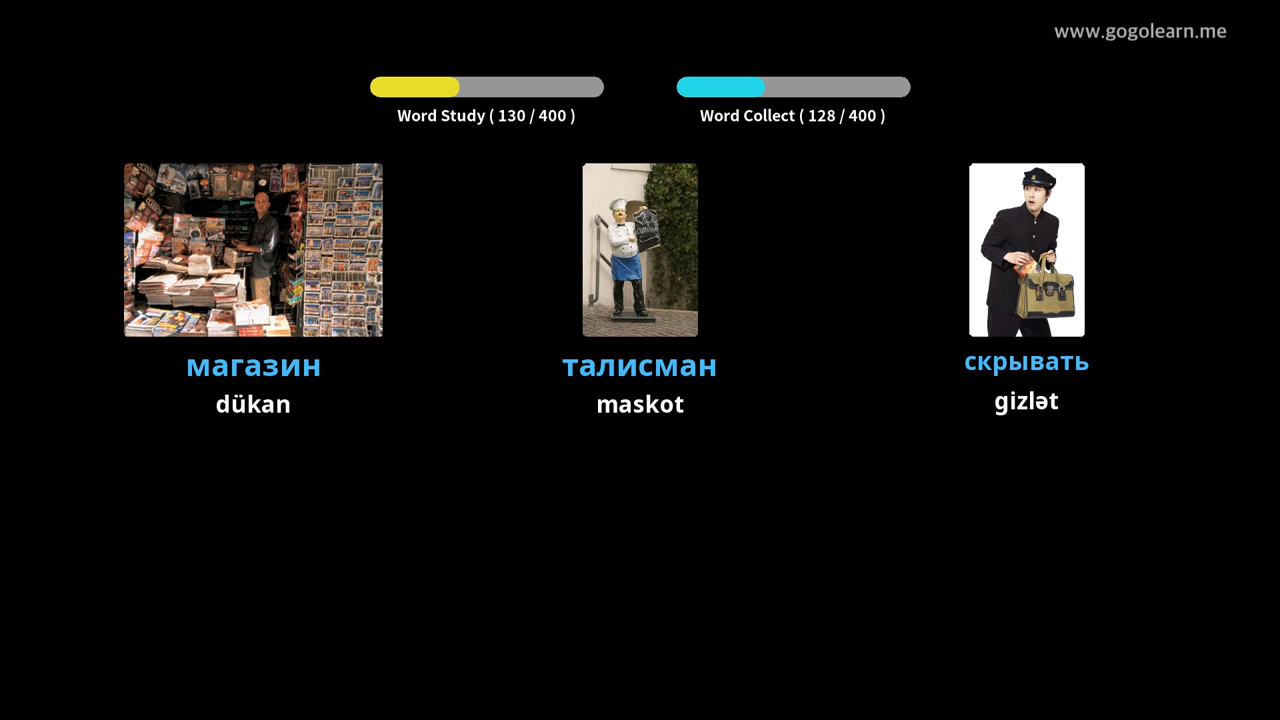 www.gogolearn.me
Word Study ( 130 / 400 )
Word Collect ( 128 / 400 )
магазин
талисман
скрывать
dükan
maskot
gizlət